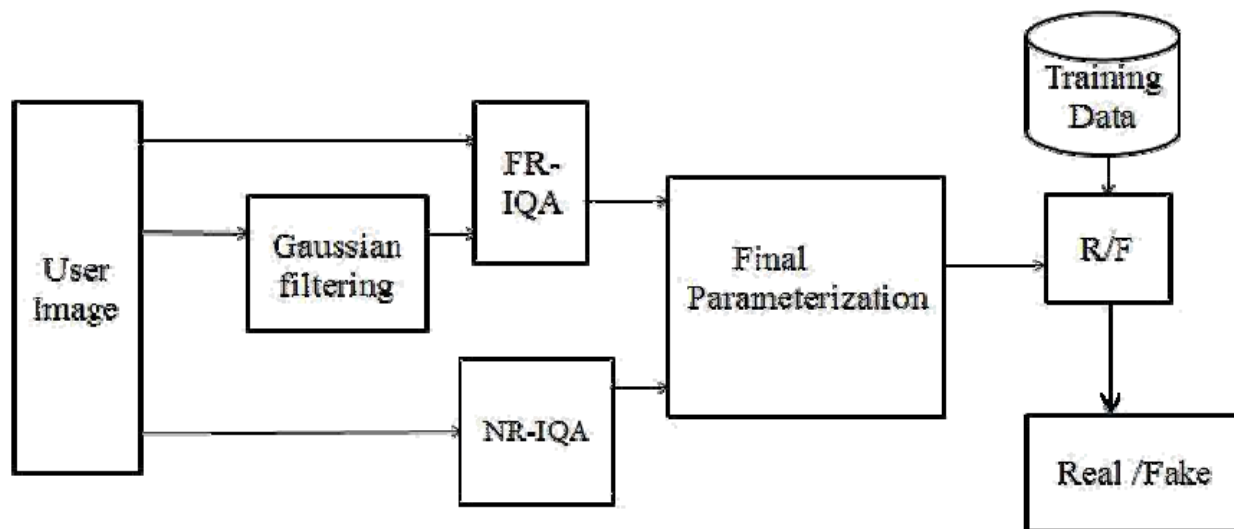 User
Image
Gaussian
filtering
FR-
IQA
NR-IQA
Final
Parameterization
Training
Data
R/F
Real /Fake